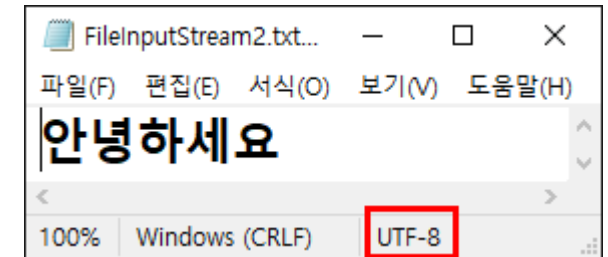 FileInputStream2.txt...
파일(F) 편집(E) 서식(O) 보기(V) 도움말(H)
안녕하세요
100% Windows (CRLF) UTF-8